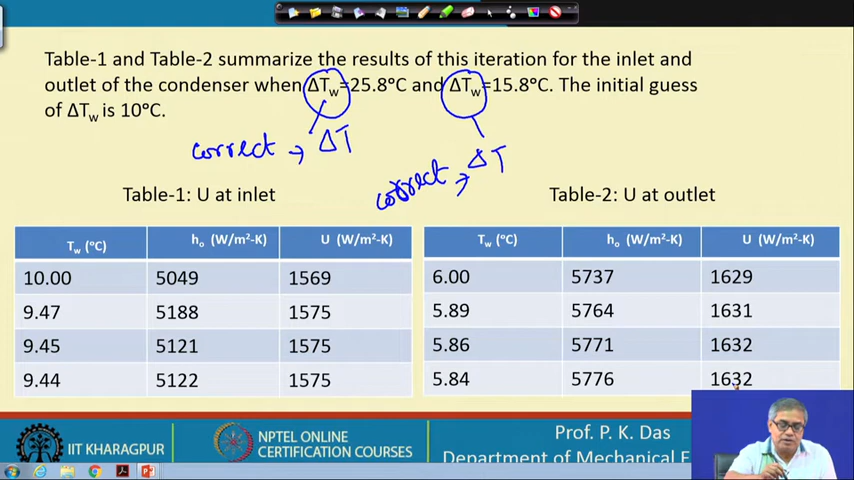 Table-1 and Table-2 summarize the results of this iteration for the inlet and
outlet of the condenser when ΔTw=25.8°C and ΔTw=15.8°C. The initial guess
of ΔTw is 10°C.
correct → ΔT
correct → ΔT
Table-1: U at inlet
Tw (°C) ho (W/m²-K) U (W/m²-K)
10.00 5049 1569
9.47 5188 1575
9.45 5121 1575
9.44 5122 1575
Table-2: U at outlet
Tw (°C) ho (W/m²-K) U (W/m²-K)
6.00 5737 1629
5.89 5764 1631
5.86 5771 1632
5.84 5776 1632
IIT KHARAGPUR
NPTEL ONLINE
CERTIFICATION COURSES
Prof. P. K. Das
Department of Mechanical